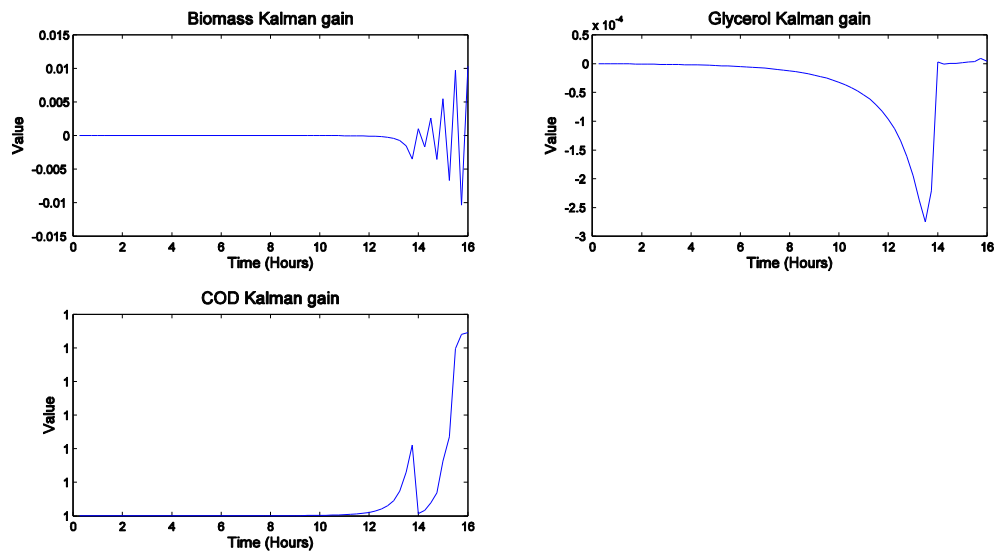 Biomass Kalman gain
0.015
0.01
0.005
0
-0.005
-0.01
-0.015
Value
0 2 4 6 8 10 12 14 16
Time (Hours)
Glycerol Kalman gain
x 10^-4
0.5
0
-0.5
-1
-1.5
-2
-2.5
-3
Value
0 2 4 6 8 10 12 14 16
Time (Hours)
COD Kalman gain
1
1
1
1
1
1
1
Value
0 2 4 6 8 10 12 14 16
Time (Hours)